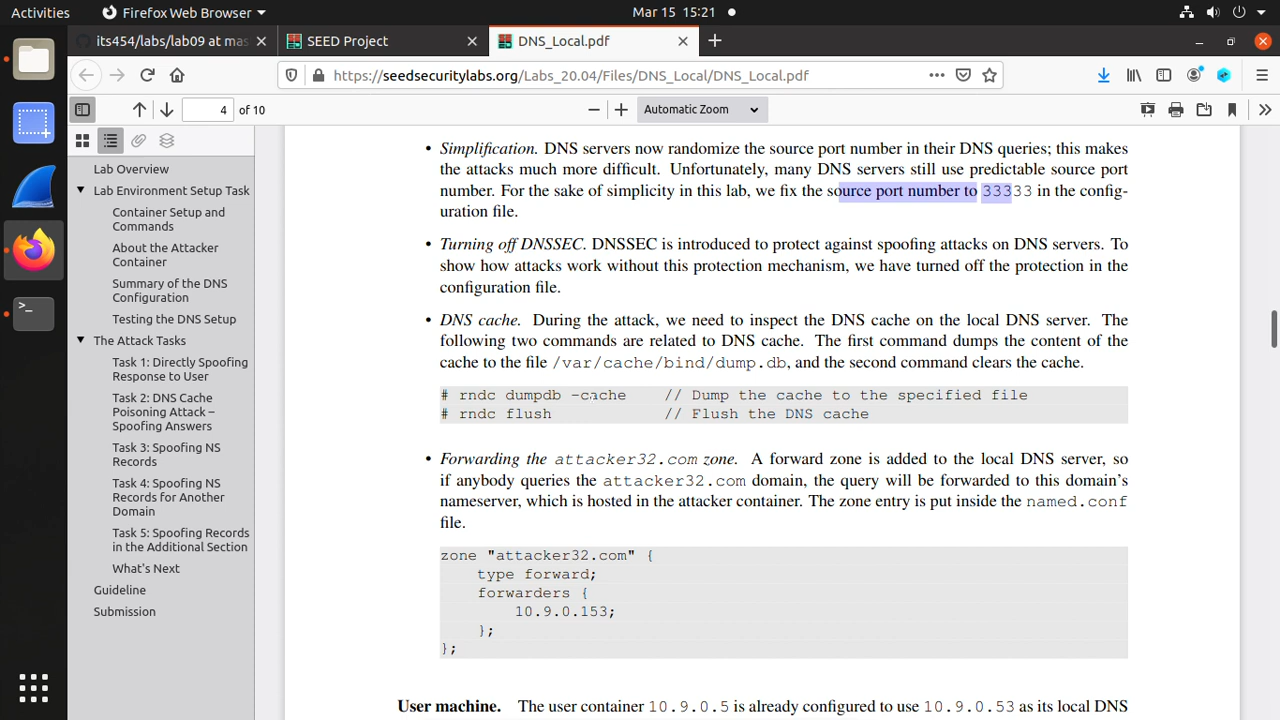 Activities
Firefox Web Browser
Mar 15 15:21
its454/labs/lab09 at mas
SEED Project
DNS_Local.pdf
https://seedsecuritylabs.org/Labs_20.04/Files/DNS_Local/DNS_Local.pdf
4 of 10
Automatic Zoom
Lab Overview
Lab Environment Setup Task
Container Setup and
Commands
About the Attacker
Container
Summary of the DNS
Configuration
Testing the DNS Setup
The Attack Tasks
Task 1: Directly Spoofing
Response to User
Task 2: DNS Cache
Poisoning Attack –
Spoofing Answers
Task 3: Spoofing NS
Records
Task 4: Spoofing NS
Records for Another
Domain
Task 5: Spoofing Records
in the Additional Section
What's Next
Guideline
Submission
• Simplification. DNS servers now randomize the source port number in their DNS queries; this makes
the attacks much more difficult. Unfortunately, many DNS servers still use predictable source port
number. For the sake of simplicity in this lab, we fix the source port number to 33333 in the config-
uration file.
• Turning off DNSSEC. DNSSEC is introduced to protect against spoofing attacks on DNS servers. To
show how attacks work without this protection mechanism, we have turned off the protection in the
configuration file.
• DNS cache. During the attack, we need to inspect the DNS cache on the local DNS server. The
following two commands are related to DNS cache. The first command dumps the content of the
cache to the file /var/cache/bind/dump.db, and the second command clears the cache.
# rndc dumpdb -cache // Dump the cache to the specified file
# rndc flush // Flush the DNS cache
• Forwarding the attacker32.com zone. A forward zone is added to the local DNS server, so
if anybody queries the attacker32.com domain, the query will be forwarded to this domain's
nameserver, which is hosted in the attacker container. The zone entry is put inside the named.conf
file.
zone "attacker32.com" {
type forward;
forwarders {
10.9.0.153;
};
};
User machine. The user container 10.9.0.5 is already configured to use 10.9.0.53 as its local DNS